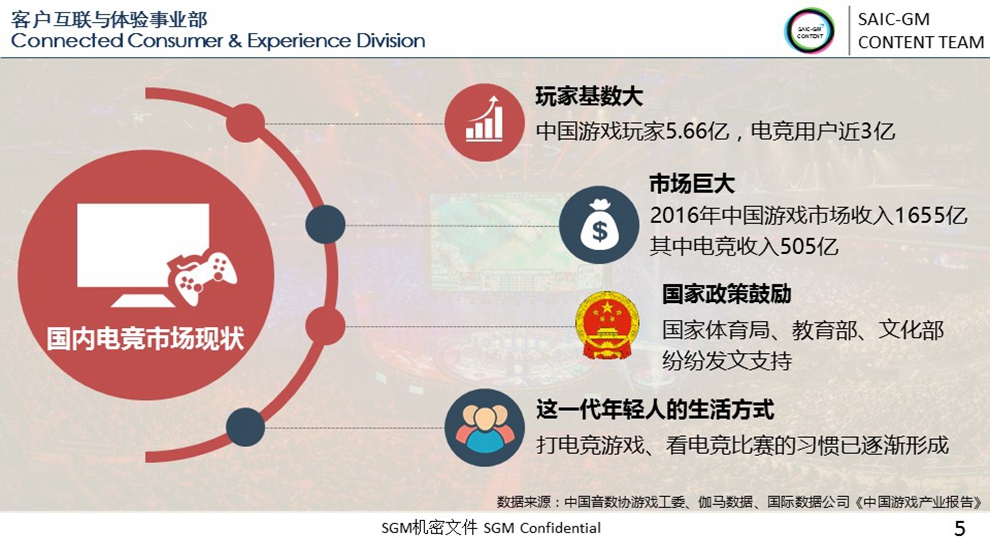 客户互联与体验事业部
Connected Consumer & Experience Division
SAIC-GM
CONTENT
SAIC-GM
CONTENT TEAM
国内电竞市场现状
玩家基数大
中国游戏玩家5.66亿，电竞用户近3亿
$
市场巨大
2016年中国游戏市场收入1655亿
其中电竞收入505亿
国家政策鼓励
国家体育局、教育部、文化部
纷纷发文支持
这一代年轻人的生活方式
打电竞游戏、看电竞比赛的习惯已逐渐形成
数据来源：中国音数协游戏工委、伽马数据、国际数据公司《中国游戏产业报告》
SGM机密文件 SGM Confidential
5